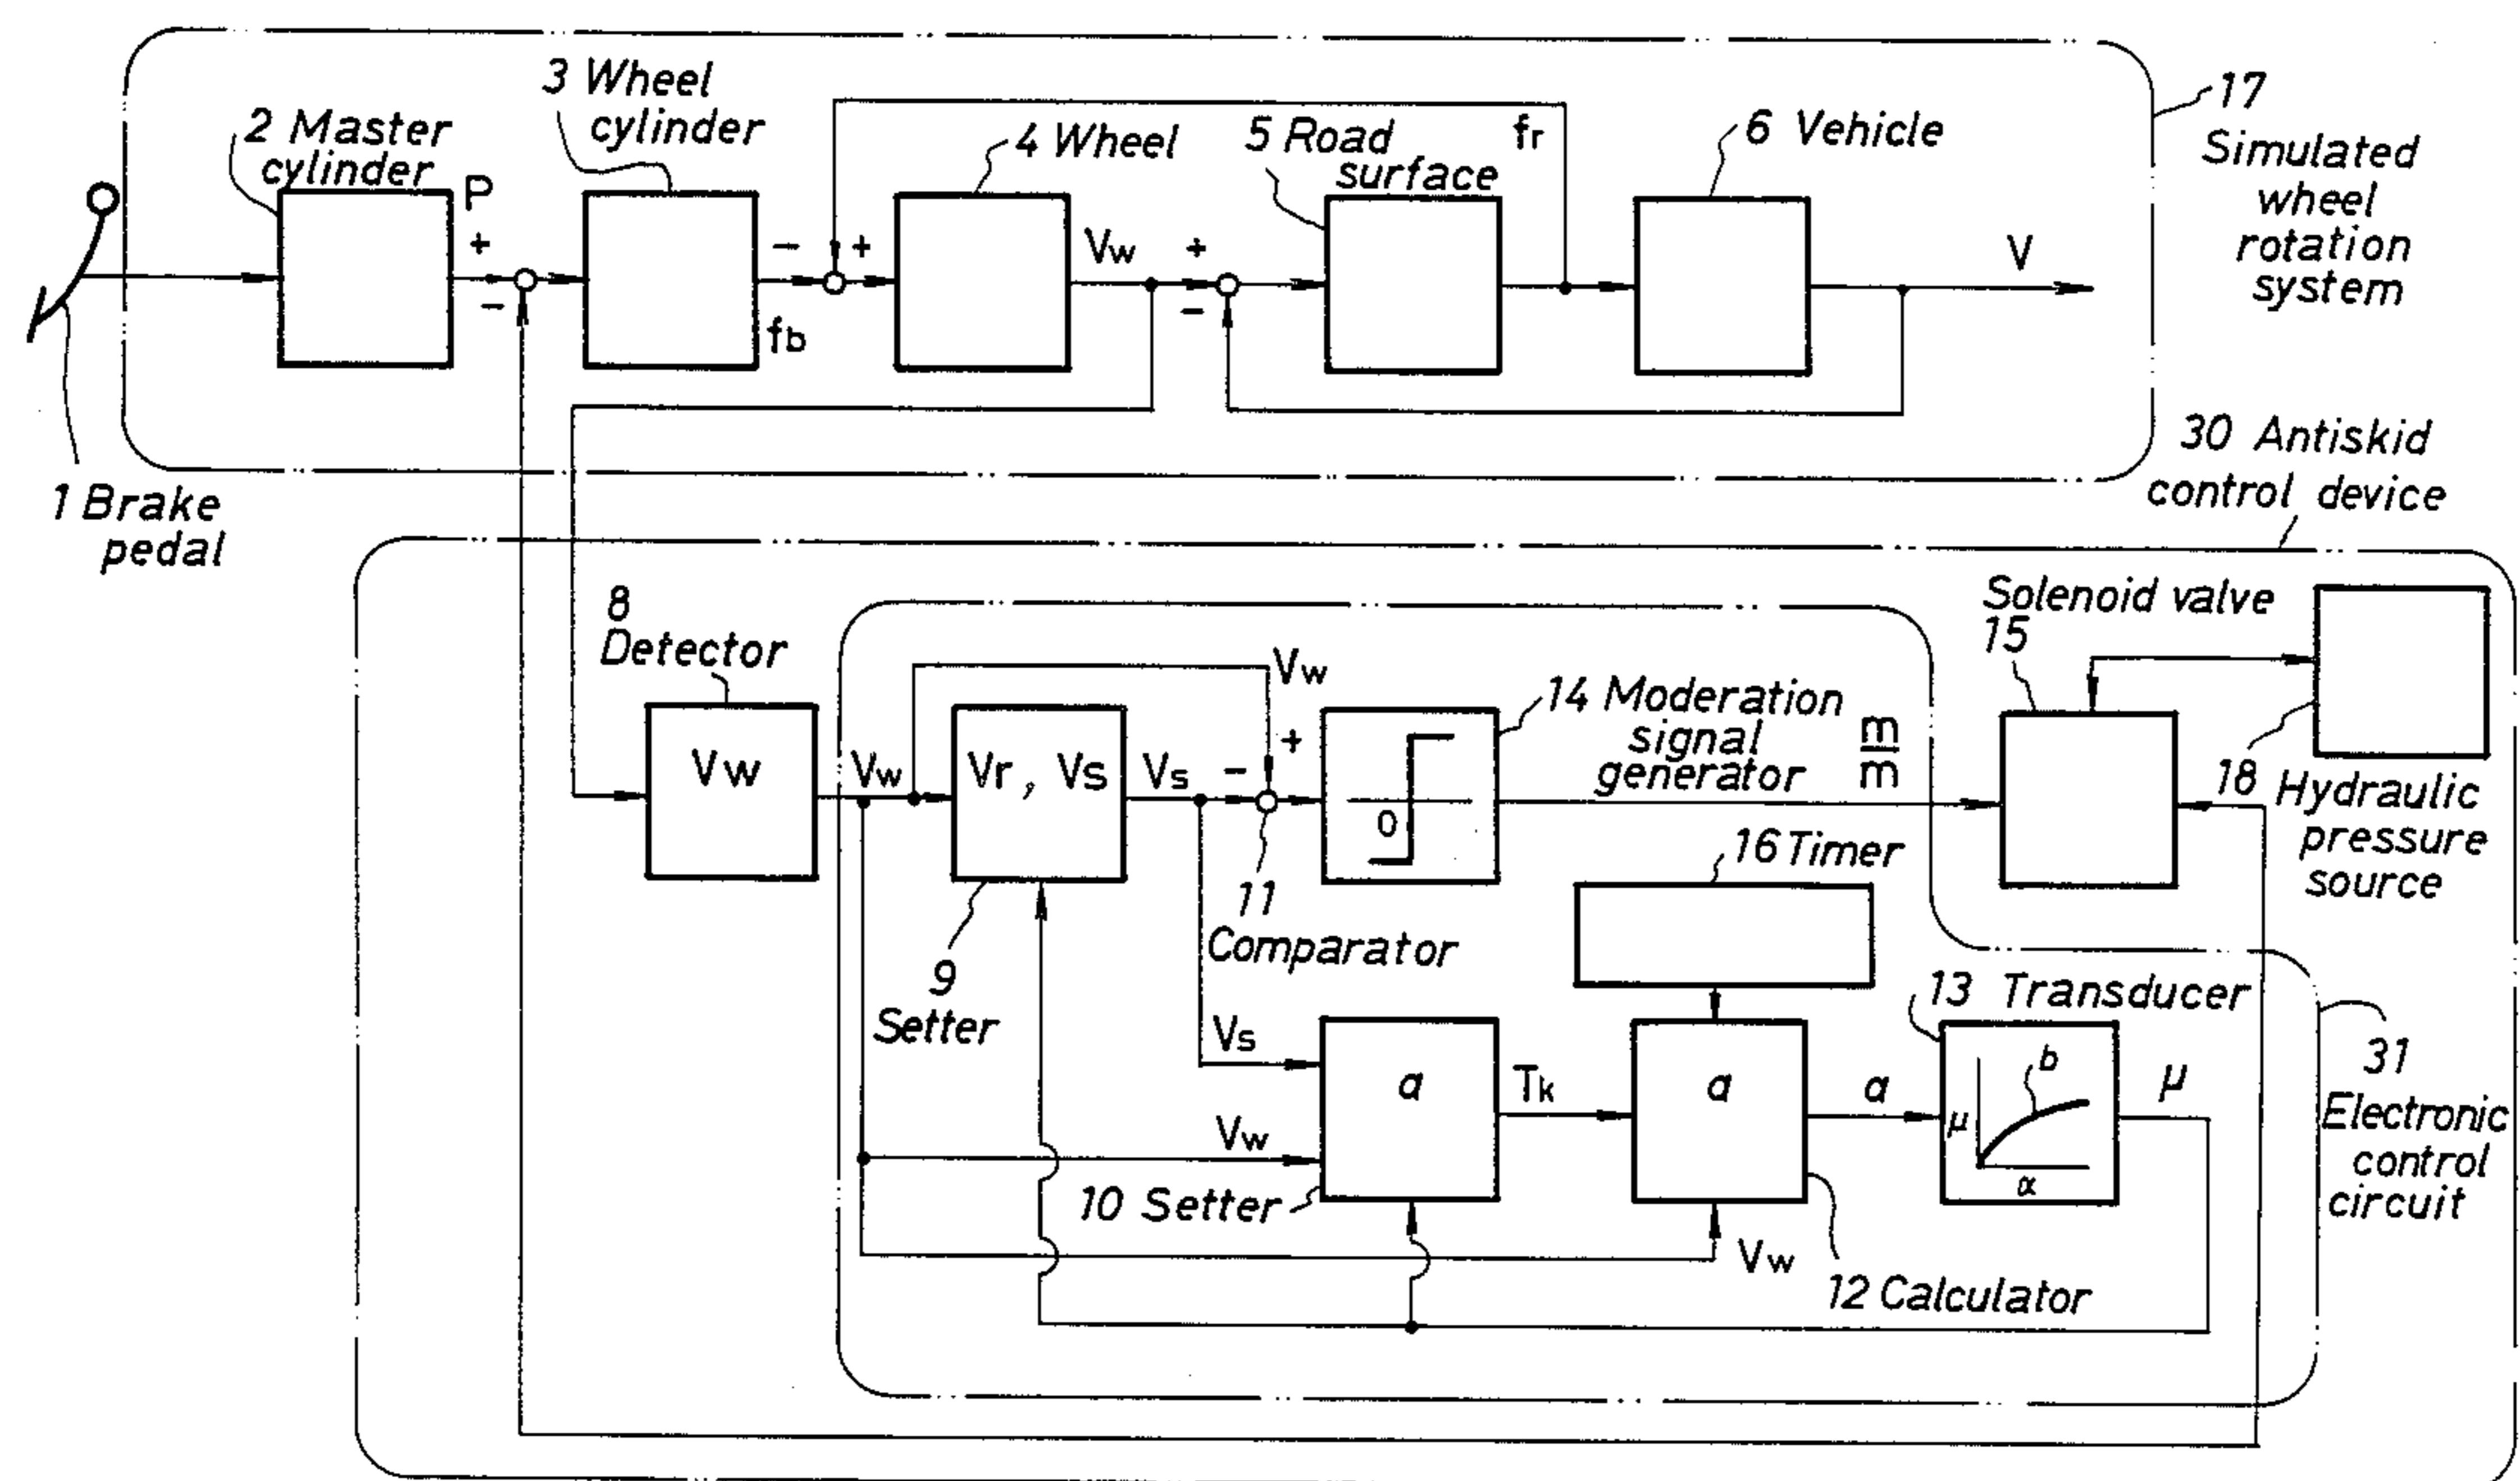 3 Wheel
cylinder
2 Master
cylinder
4 Wheel
5 Road
surface
fr
6 Vehicle
17
Simulated
wheel
rotation
system
P
+
−
−
fb
+
Vw
+
−
V
1 Brake
pedal
30 Antiskid
control device
8
Detector
Vw
Vw
Vr, Vs
Vs
−
+
Vw
11
Comparator
9
Setter
14 Moderation
signal
generator
0
m
m
Solenoid valve
15
18 Hydraulic
pressure
source
16 Timer
Vs
Vw
a
10 Setter
Tk
a
Vw
12 Calculator
a
13 Transducer
b
μ
α
μ
31
Electronic
control
circuit